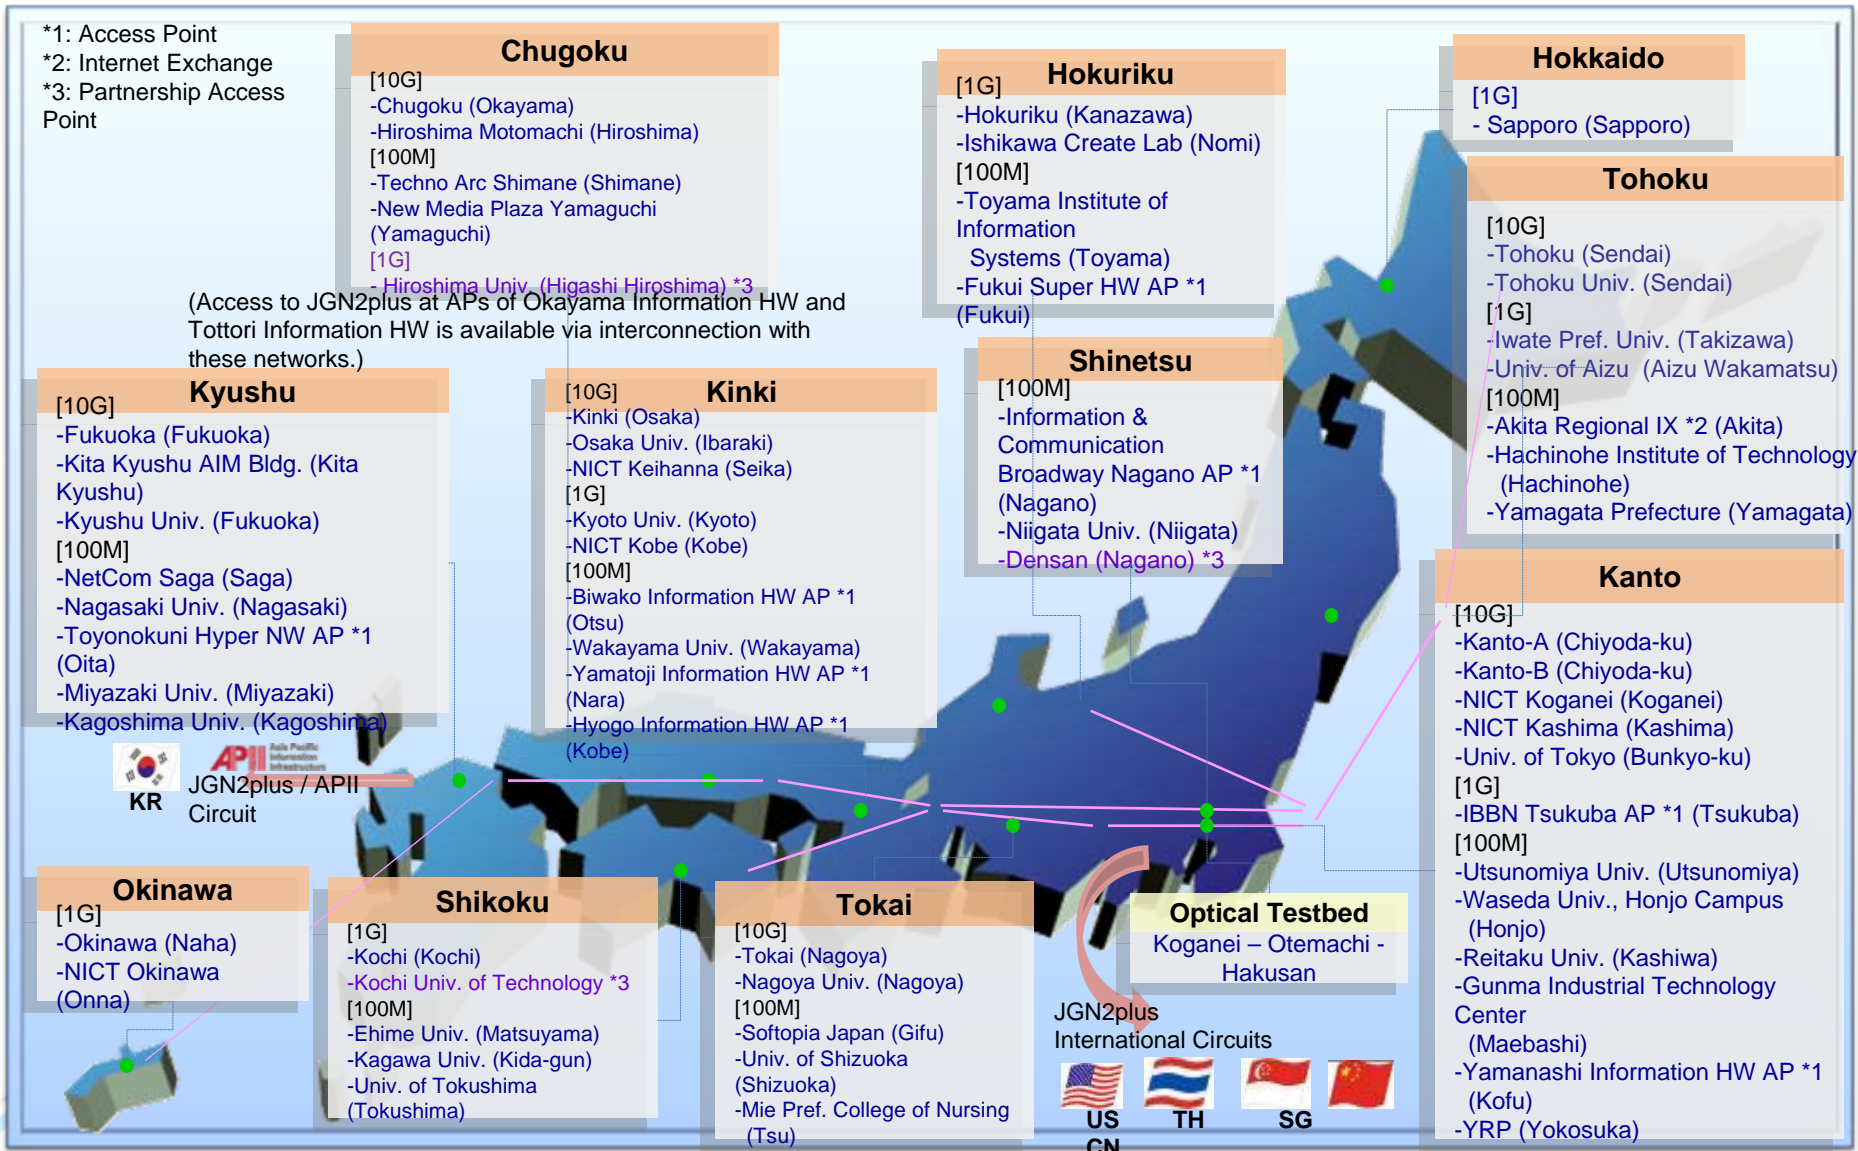 *1: Access Point
*2: Internet Exchange
*3: Partnership Access
Point
Chugoku
[10G]
-Chugoku (Okayama)
-Hiroshima Motomachi (Hiroshima)
[100M]
-Techno Arc Shimane (Shimane)
-New Media Plaza Yamaguchi
(Yamaguchi)
[1G]
- Hiroshima Univ. (Higashi Hiroshima) *3
(Access to JGN2plus at APs of Okayama Information HW and
Tottori Information HW is available via interconnection with
these networks.)
Hokuriku
[1G]
-Hokuriku (Kanazawa)
-Ishikawa Create Lab (Nomi)
[100M]
-Toyama Institute of
Information
Systems (Toyama)
-Fukui Super HW AP *1
(Fukui)
Hokkaido
[1G]
- Sapporo (Sapporo)
Tohoku
[10G]
-Tohoku (Sendai)
-Tohoku Univ. (Sendai)
[1G]
-Iwate Pref. Univ. (Takizawa)
-Univ. of Aizu (Aizu Wakamatsu)
[100M]
-Akita Regional IX *2 (Akita)
-Hachinohe Institute of Technology
(Hachinohe)
-Yamagata Prefecture (Yamagata)
Kyushu
[10G]
-Fukuoka (Fukuoka)
-Kita Kyushu AIM Bldg. (Kita
Kyushu)
-Kyushu Univ. (Fukuoka)
[100M]
-NetCom Saga (Saga)
-Nagasaki Univ. (Nagasaki)
-Toyonokuni Hyper NW AP *1
(Oita)
-Miyazaki Univ. (Miyazaki)
-Kagoshima Univ. (Kagoshima)
Kinki
[10G]
-Kinki (Osaka)
-Osaka Univ. (Ibaraki)
-NICT Keihanna (Seika)
[1G]
-Kyoto Univ. (Kyoto)
-NICT Kobe (Kobe)
[100M]
-Biwako Information HW AP *1
(Otsu)
-Wakayama Univ. (Wakayama)
-Yamatoji Information HW AP *1
(Nara)
-Hyogo Information HW AP *1
(Kobe)
Shinetsu
[100M]
-Information &
Communication
Broadway Nagano AP *1
(Nagano)
-Niigata Univ. (Niigata)
-Densan (Nagano) *3
Kanto
[10G]
-Kanto-A (Chiyoda-ku)
-Kanto-B (Chiyoda-ku)
-NICT Koganei (Koganei)
-NICT Kashima (Kashima)
-Univ. of Tokyo (Bunkyo-ku)
[1G]
-IBBN Tsukuba AP *1 (Tsukuba)
[100M]
-Utsunomiya Univ. (Utsunomiya)
-Waseda Univ., Honjo Campus
(Honjo)
-Reitaku Univ. (Kashiwa)
-Gunma Industrial Technology
Center
(Maebashi)
-Yamanashi Information HW AP *1
(Kofu)
-YRP (Yokosuka)
KR
APII
Asia Pacific
Information
Infrastructure
JGN2plus / APII
Circuit
Okinawa
[1G]
-Okinawa (Naha)
-NICT Okinawa
(Onna)
Shikoku
[1G]
-Kochi (Kochi)
-Kochi Univ. of Technology *3
[100M]
-Ehime Univ. (Matsuyama)
-Kagawa Univ. (Kida-gun)
-Univ. of Tokushima
(Tokushima)
Tokai
[10G]
-Tokai (Nagoya)
-Nagoya Univ. (Nagoya)
[100M]
-Softopia Japan (Gifu)
-Univ. of Shizuoka
(Shizuoka)
-Mie Pref. College of Nursing
(Tsu)
Optical Testbed
Koganei – Otemachi -
Hakusan
JGN2plus
International Circuits
US TH SG
CN